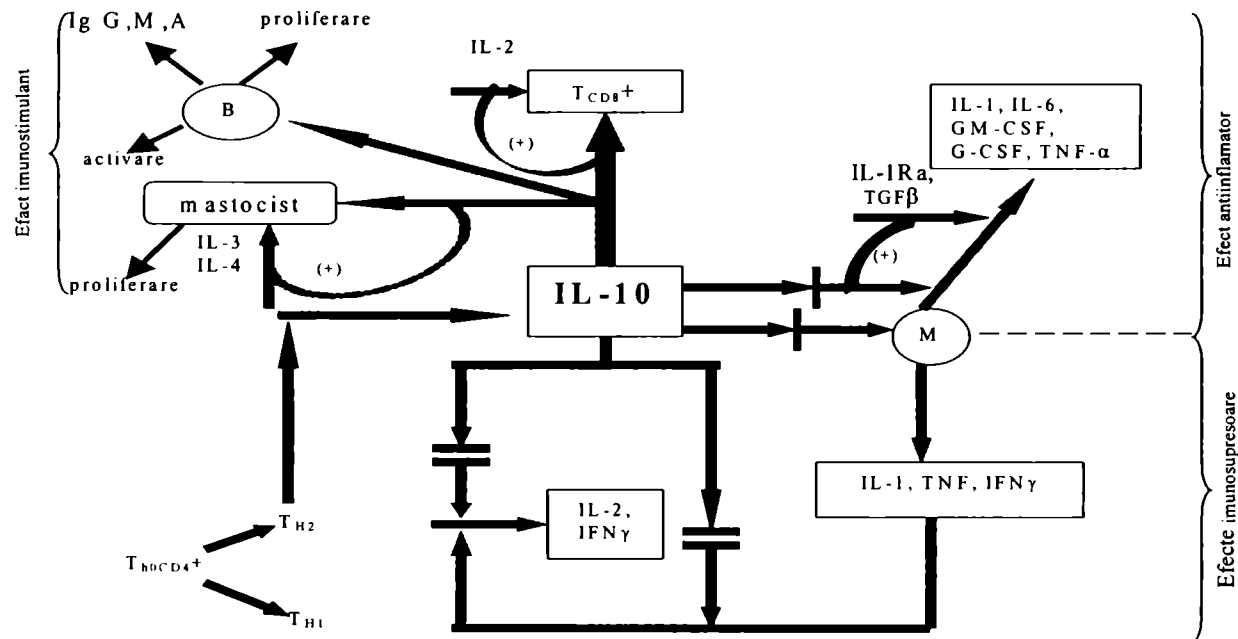 Ig G,M,A
proliferare
IL-2
TCD8+
B
(+)
activare
mastocist
IL-3
IL-4
(+)
proliferare
Efact imunostimulant
IL-1, IL-6,
GM-CSF,
G-CSF, TNF-α
IL-1Ra,
TGFβ
(+)
IL-10
M
Efect antiinflamator
IL-1, TNF, IFNγ
IL-2,
IFNγ
TH2
Th0CD4+
TH1
Efecte imunosupresoare